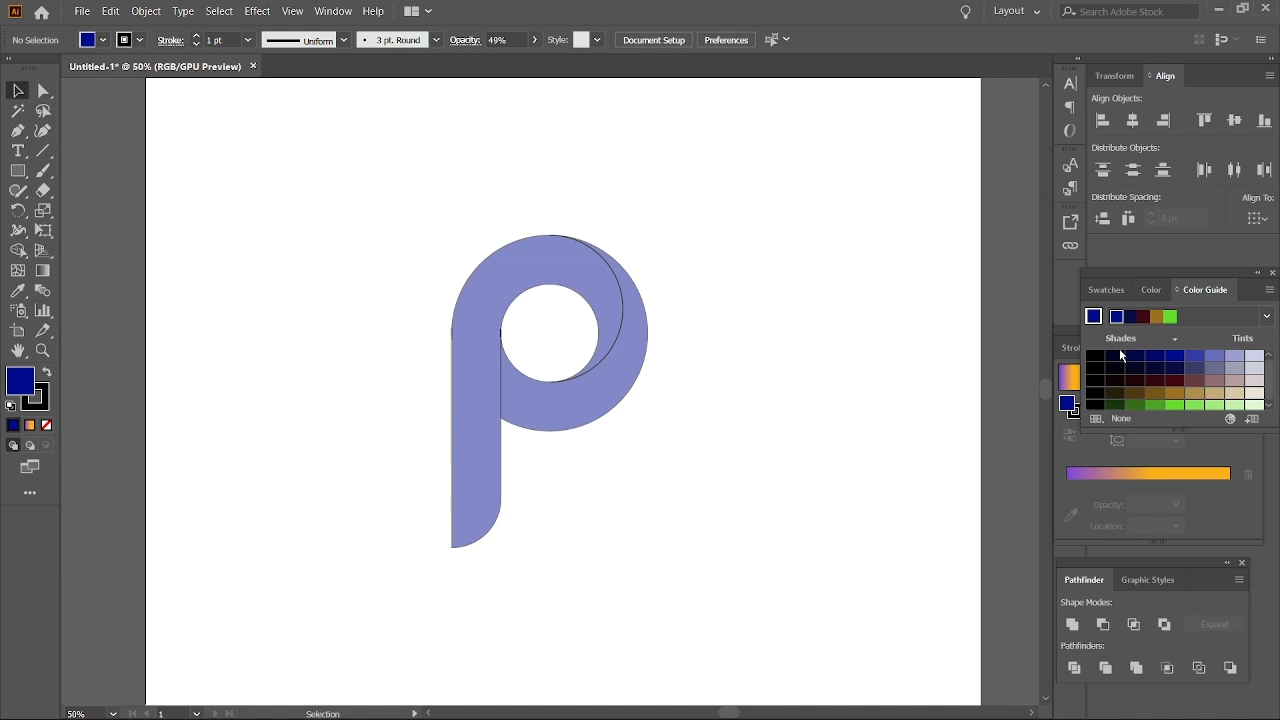 Ai File Edit Object Type Select Effect View Window Help Layout Search Adobe Stock
No Selection Stroke: 1 pt Uniform 3 pt. Round Opacity: 49% Style: Document Setup Preferences
Untitled-1* @ 50% (RGB/GPU Preview)
Transform Align
Align Objects:
Distribute Objects:
Distribute Spacing: Align To:
0 px
Swatches Color Color Guide
Shades Tints
None
Opacity:
Location:
Pathfinder Graphic Styles
Shape Modes:
Expand
Pathfinders:
50% 1 Selection